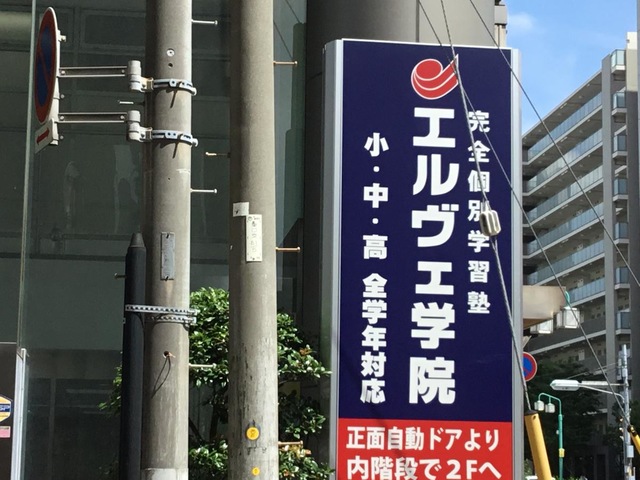 完全個別学習塾
エルヴェ学院
小・中・高 全学年対応
正面自動ドアより
内階段で2Fへ